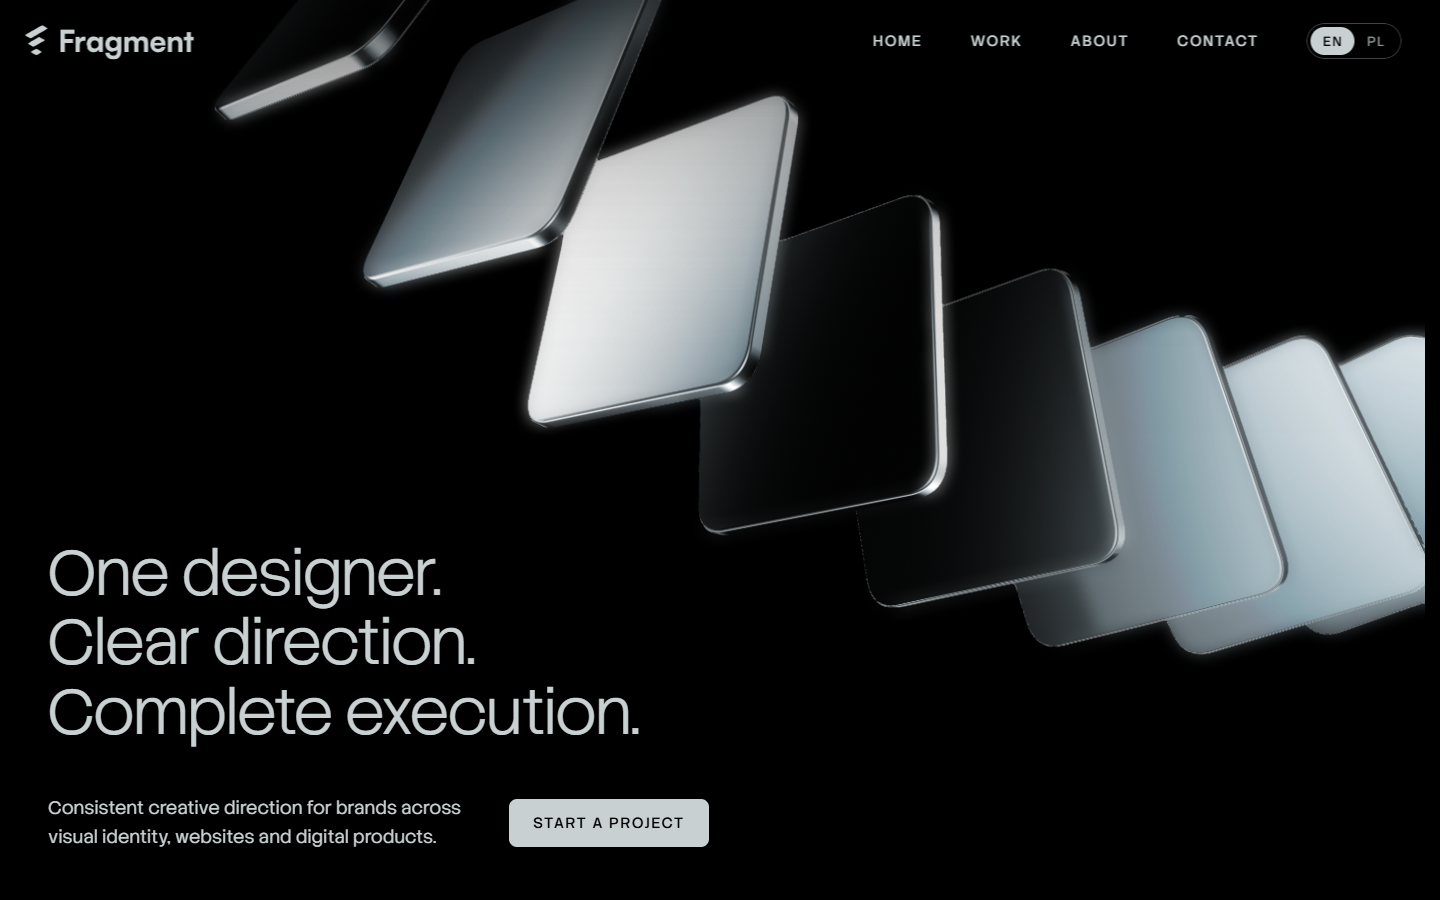 Fragment
HOME
WORK
ABOUT
CONTACT
EN
PL
One designer.
Clear direction.
Complete execution.
Consistent creative direction for brands across
visual identity, websites and digital products.
START A PROJECT